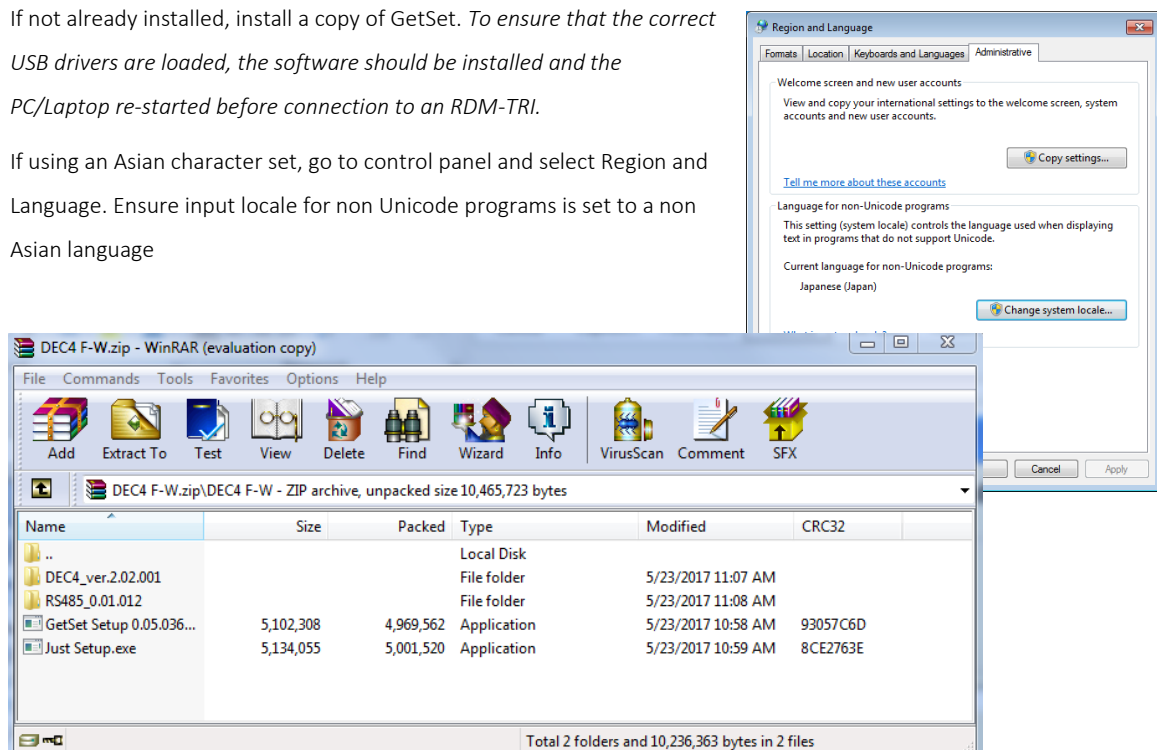 If not already installed, install a copy of GetSet. To ensure that the correct
USB drivers are loaded, the software should be installed and the
PC/Laptop re-started before connection to an RDM-TRI.
If using an Asian character set, go to control panel and select Region and
Language. Ensure input locale for non Unicode programs is set to a non
Asian language
Region and Language
Formats Location Keyboards and Languages Administrative
Welcome screen and new user accounts
View and copy your international settings to the welcome screen, system
accounts and new user accounts.
Copy settings...
Tell me more about these accounts
Language for non-Unicode programs
This setting (system locale) controls the language used when displaying
text in programs that do not support Unicode.
Current language for non-Unicode programs:
Japanese (Japan)
Change system locale...
Cancel Apply
DEC4 F-W.zip - WinRAR (evaluation copy)
File Commands Tools Favorites Options Help
Add Extract To Test View Delete Find Wizard Info VirusScan Comment SFX
DEC4 F-W.zip\DEC4 F-W - ZIP archive, unpacked size 10,465,723 bytes
Name Size Packed Type Modified CRC32
.. Local Disk
DEC4_ver.2.02.001 File folder 5/23/2017 11:07 AM
RS485_0.01.012 File folder 5/23/2017 11:08 AM
GetSet Setup 0.05.036... 5,102,308 4,969,562 Application 5/23/2017 10:58 AM 93057C6D
Just Setup.exe 5,134,055 5,001,520 Application 5/23/2017 10:59 AM 8CE2763E
Total 2 folders and 10,236,363 bytes in 2 files